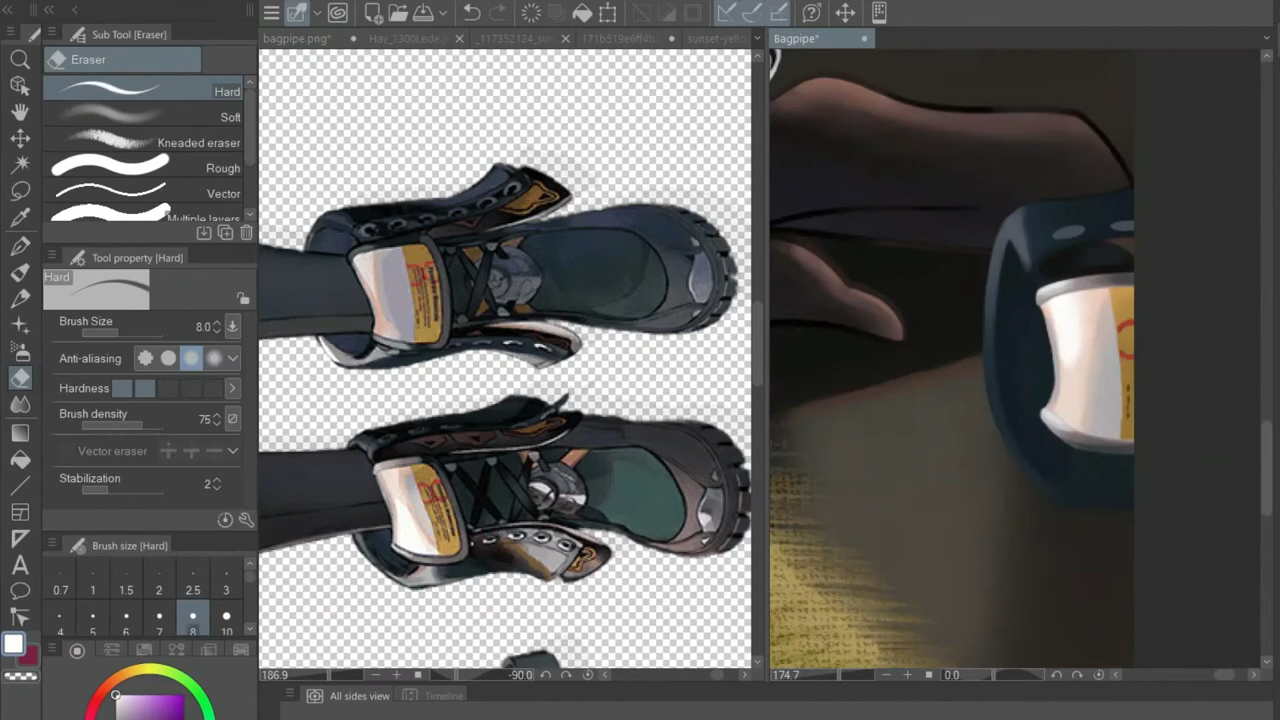 Sub Tool [Eraser]
Eraser
Hard
Soft
Kneaded eraser
Rough
Vector
Multiple layers
Tool property [Hard]
Hard
Brush Size 8.0
Anti-aliasing
Hardness
Brush density 75
Vector eraser
Stabilization 2
Brush size [Hard]
0.7 1 1.5 2 2.5 3
4 5 6 7 8 10
bagpipe.png*
Hay_1300Lede.j
171b519e6ff4b
sunset-yell
Bagpipe*
186.9
-90.0
174.7
0.0
All sides view
Timeline